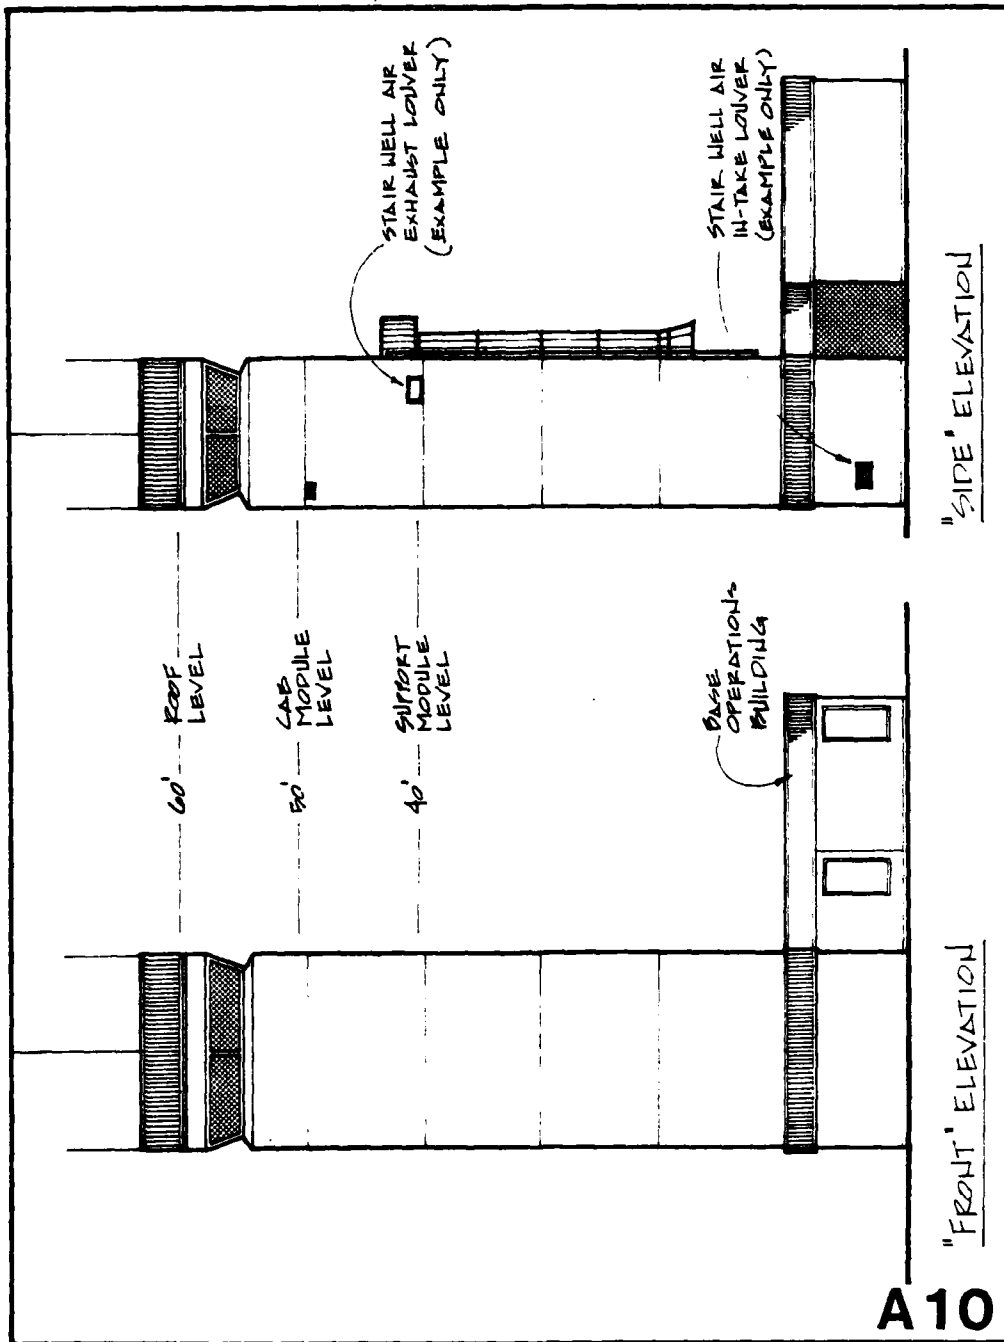 STAIR WELL AIR
EXHAUST LOUVER
(EXAMPLE ONLY)
STAIR WELL AIR
IN-TAKE LOUVER
(EXAMPLE ONLY)
"SIDE" ELEVATION
60'
ROOF
LEVEL
50'
CAB
MODULE
LEVEL
40'
SUPPORT
MODULE
LEVEL
BASE
OPERATIONS
BUILDING
"FRONT" ELEVATION
A10